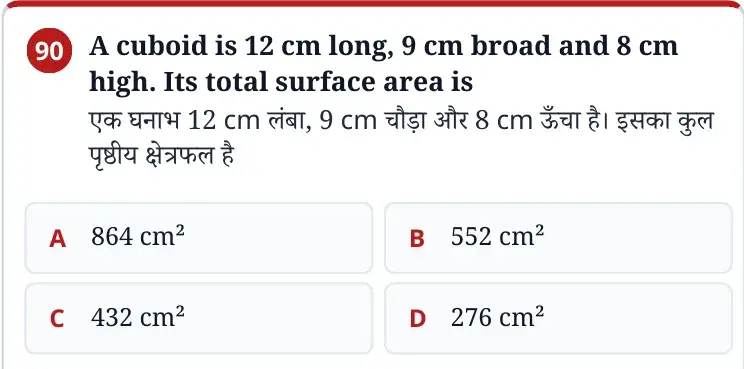 90 A cuboid is 12 cm long, 9 cm broad and 8 cm
high. Its total surface area is
एक घनाभ 12 cm लंबा, 9 cm चौड़ा और 8 cm ऊँचा है। इसका कुल
पृष्ठीय क्षेत्रफल है
A 864 cm² B 552 cm²
C 432 cm² D 276 cm²